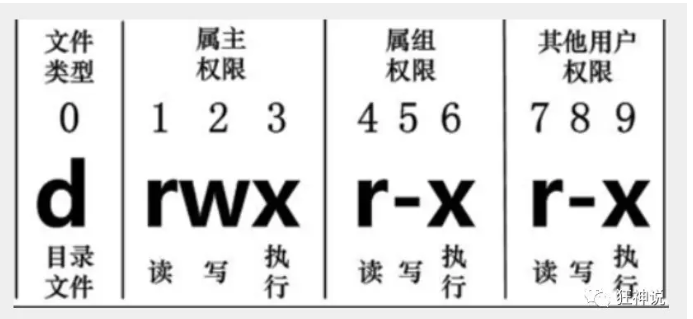 文件 属主 属组 其他用户
类型 权限 权限 权限
0 1 2 3 4 5 6 7 8 9
d rwx r-x r-x
目录 读 写 执 读 写 执 读 写 执
文件 行 行 行
狂神说